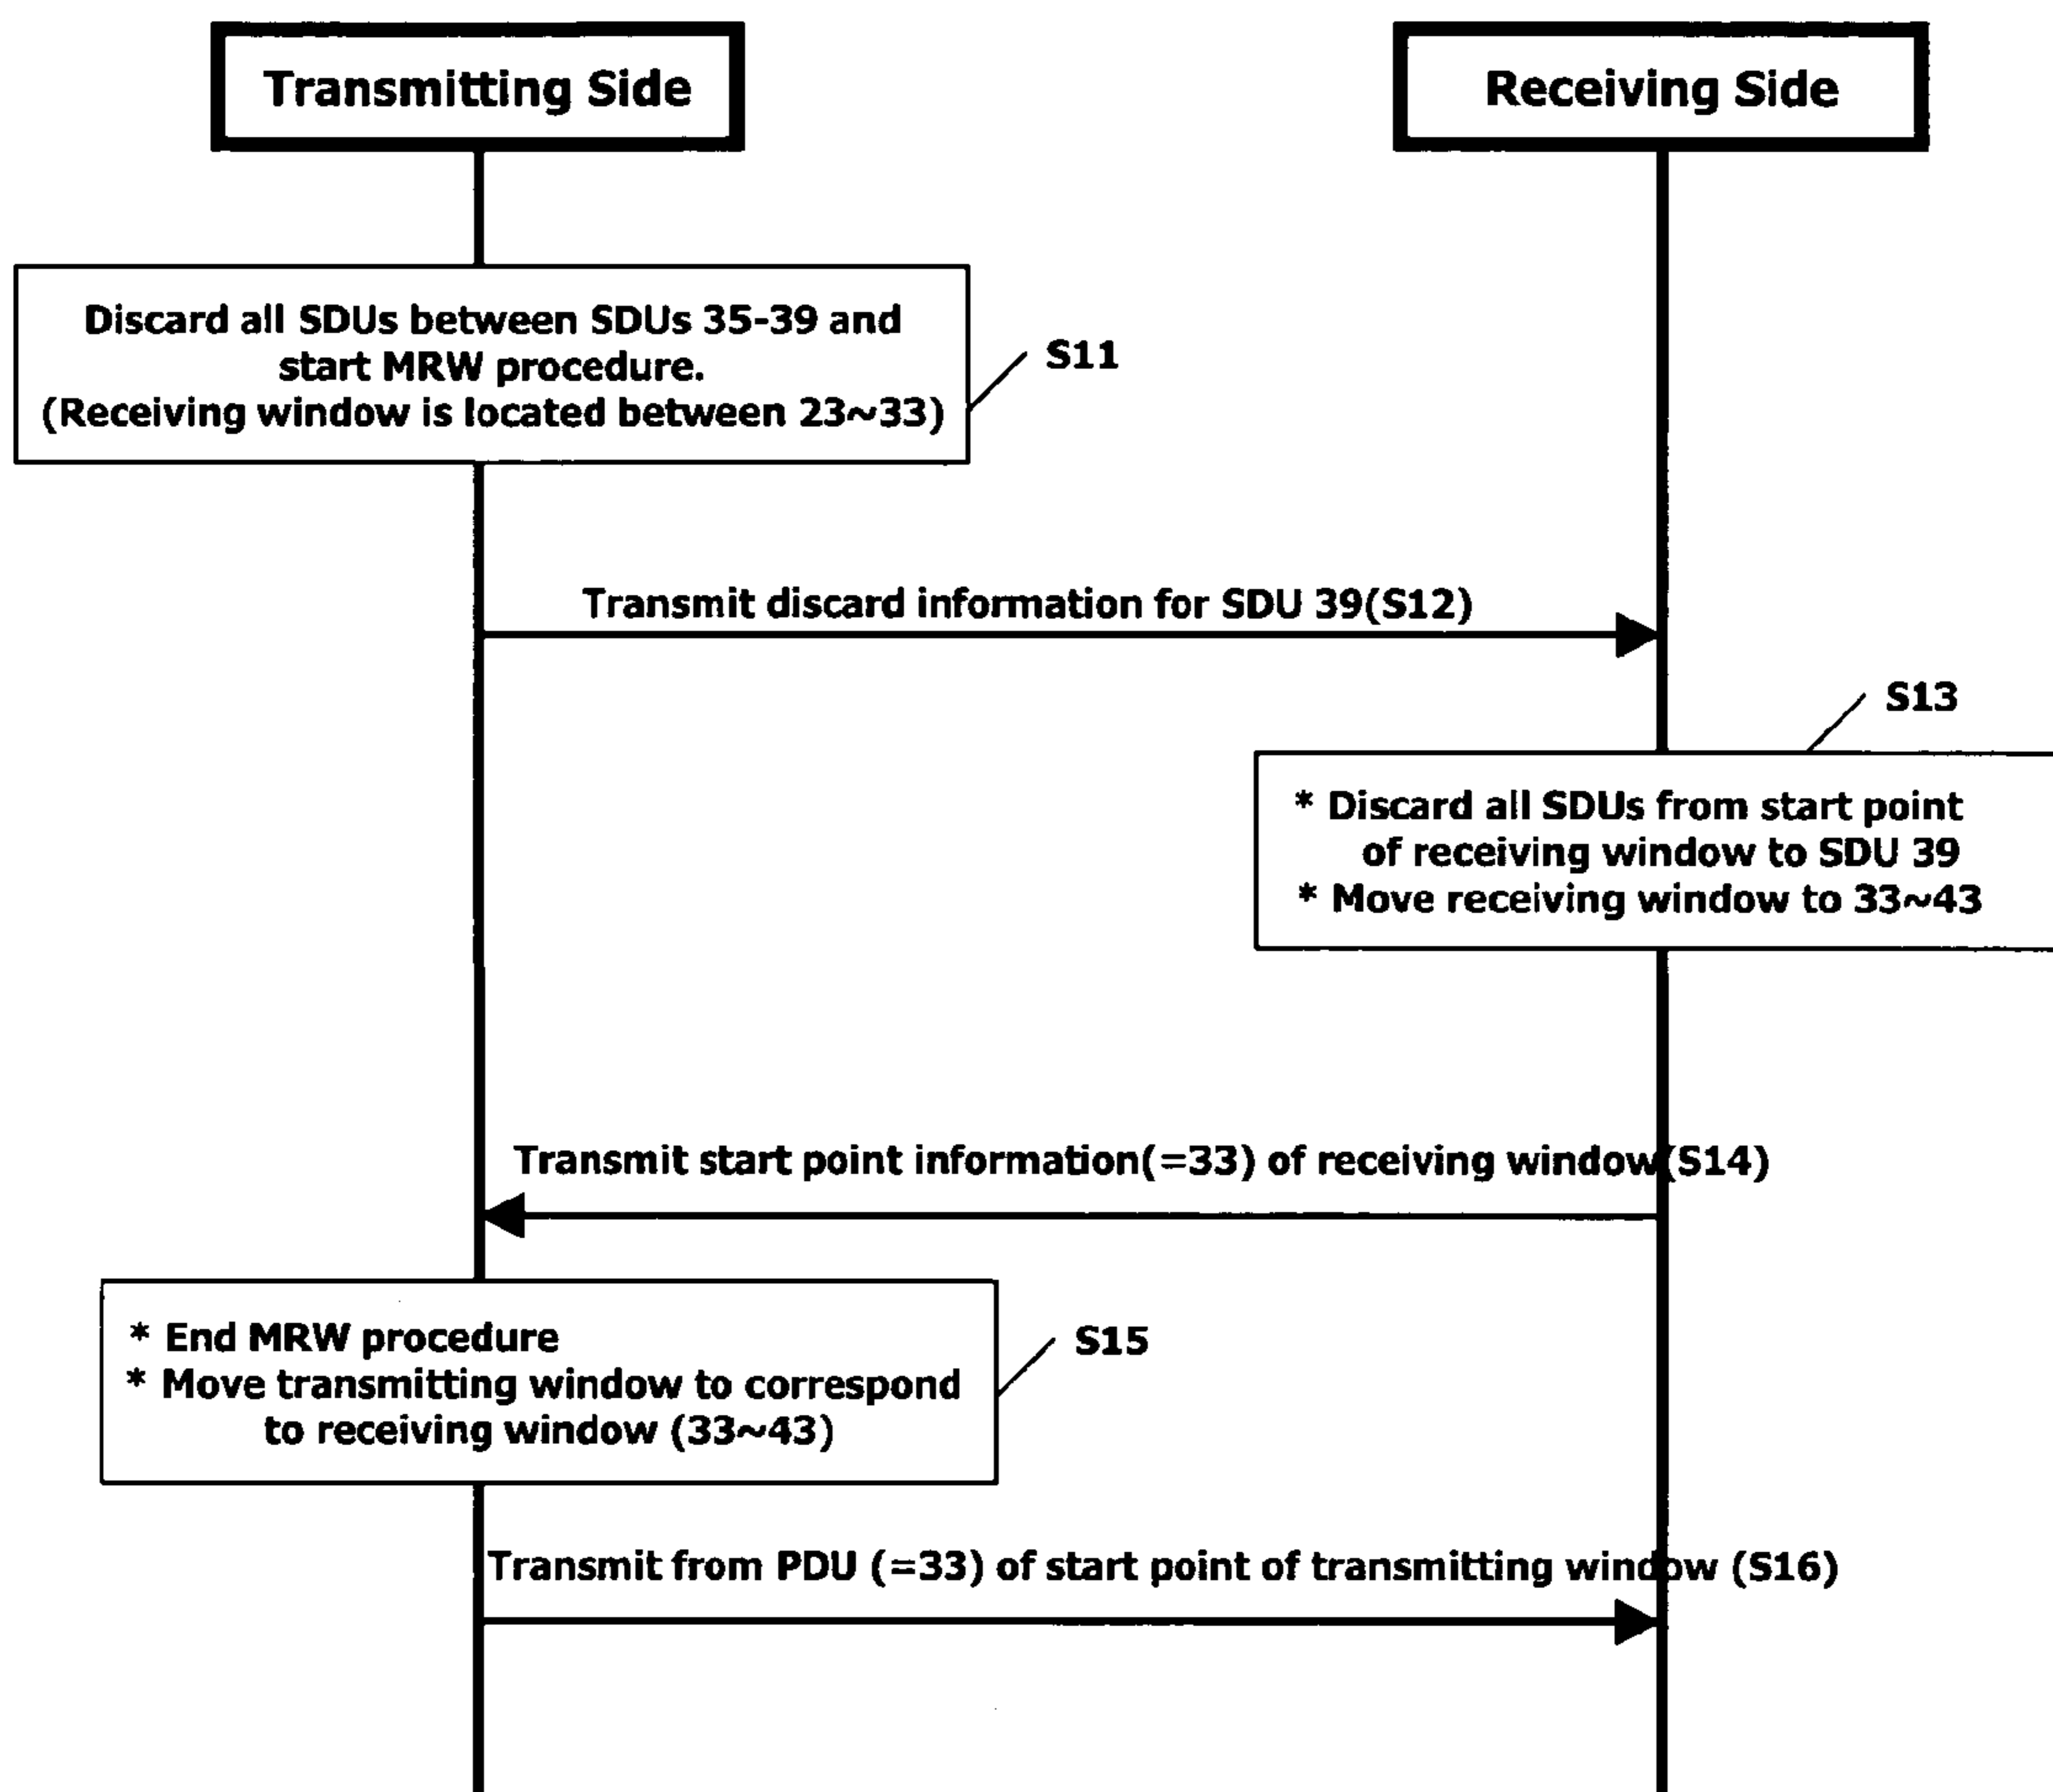 Transmitting Side
Receiving Side
Discard all SDUs between SDUs 35-39 and
start MRW procedure.
(Receiving window is located between 23~33)
S11
Transmit discard information for SDU 39(S12)
S13
* Discard all SDUs from start point
of receiving window to SDU 39
* Move receiving window to 33~43
Transmit start point information(=33) of receiving window(S14)
* End MRW procedure
* Move transmitting window to correspond
to receiving window (33~43)
S15
Transmit from PDU (=33) of start point of transmitting window (S16)